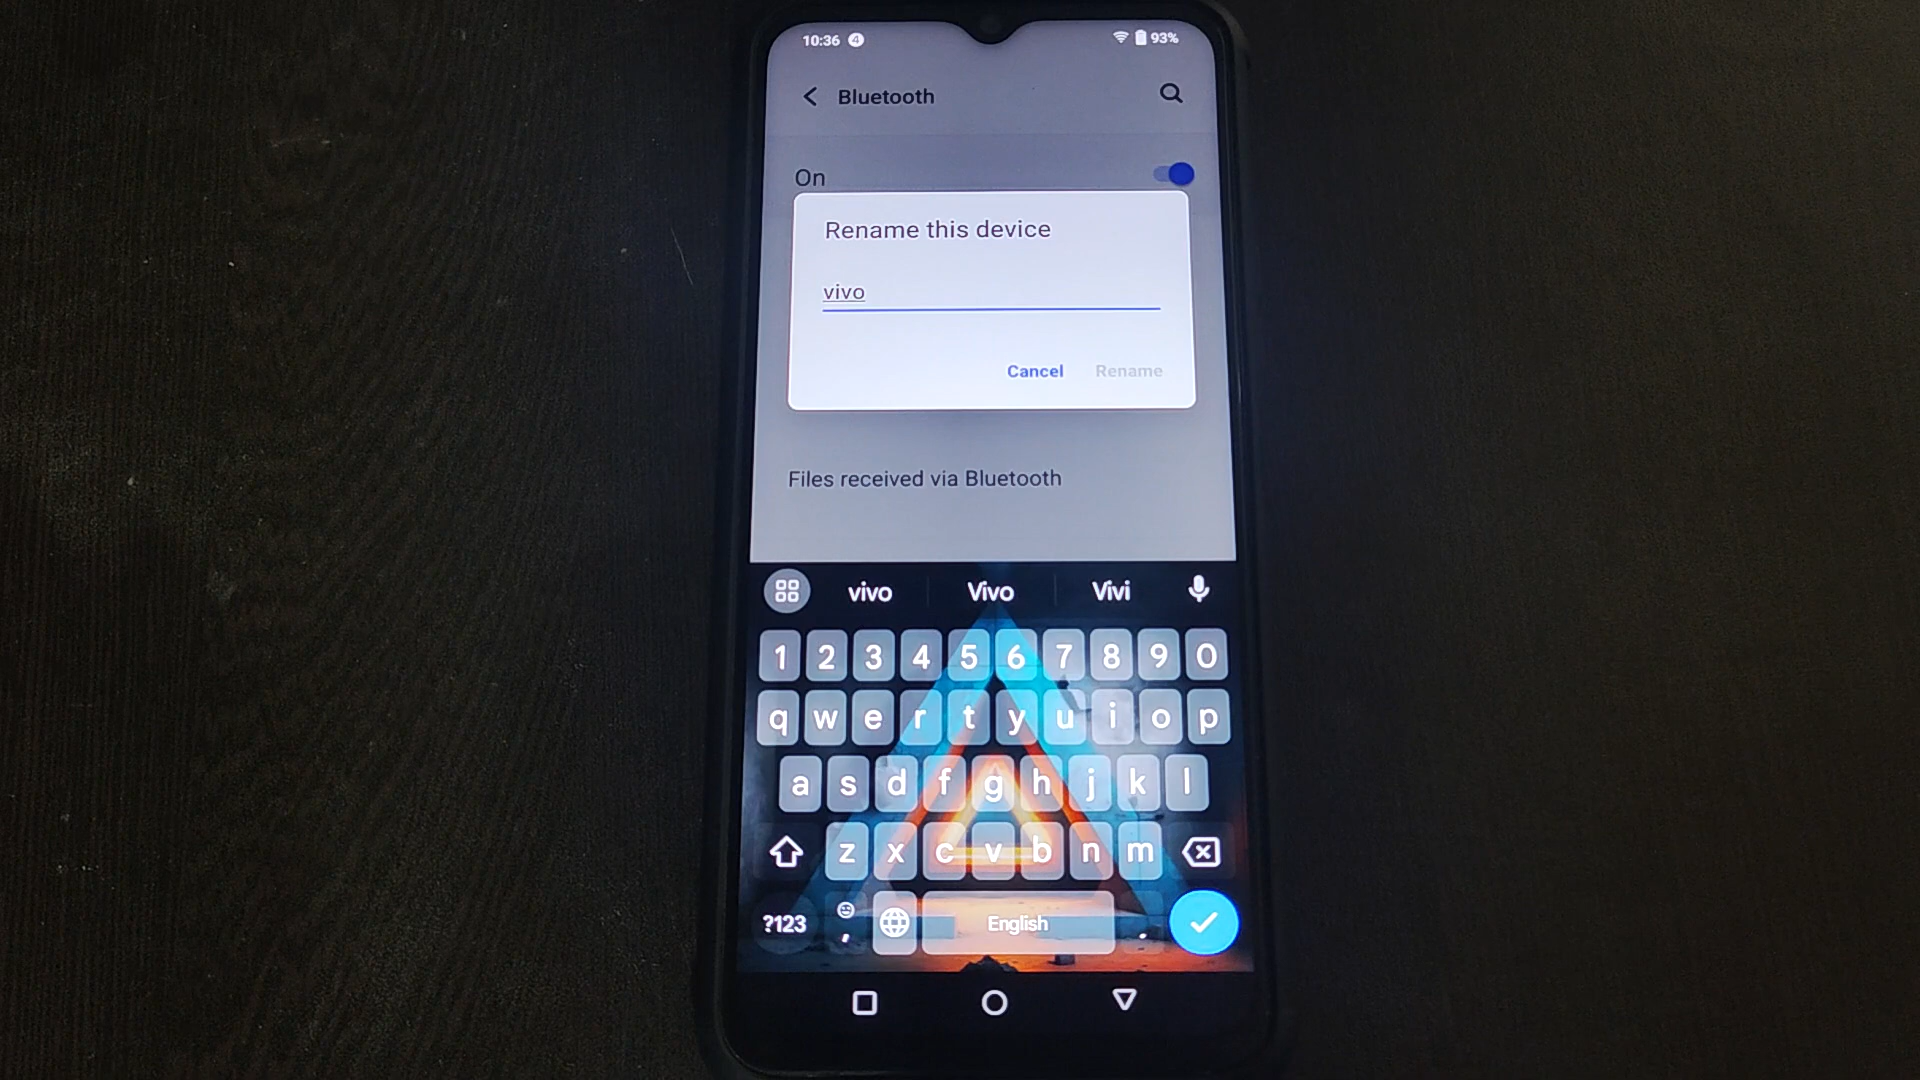 10:36 4 93%
Bluetooth
On
Rename this device
vivo
Cancel Rename
Files received via Bluetooth
vivo Vivo Vivi
1 2 3 4 5 6 7 8 9 0
q w e r t y u i o p
a s d f g h j k l
z x c v b n m
?123 , English .